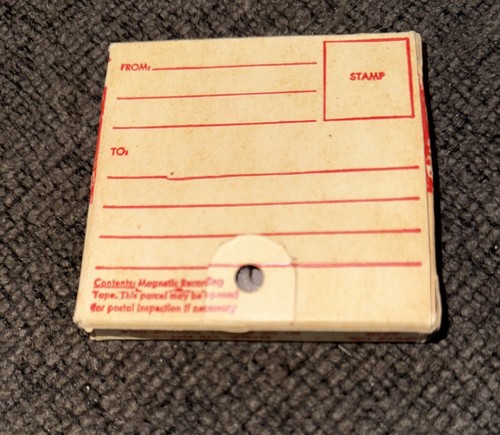 FROM:
STAMP
TO:
Contents: Magnetic Recording
Tape. This parcel may be opened
for postal inspection if necessary